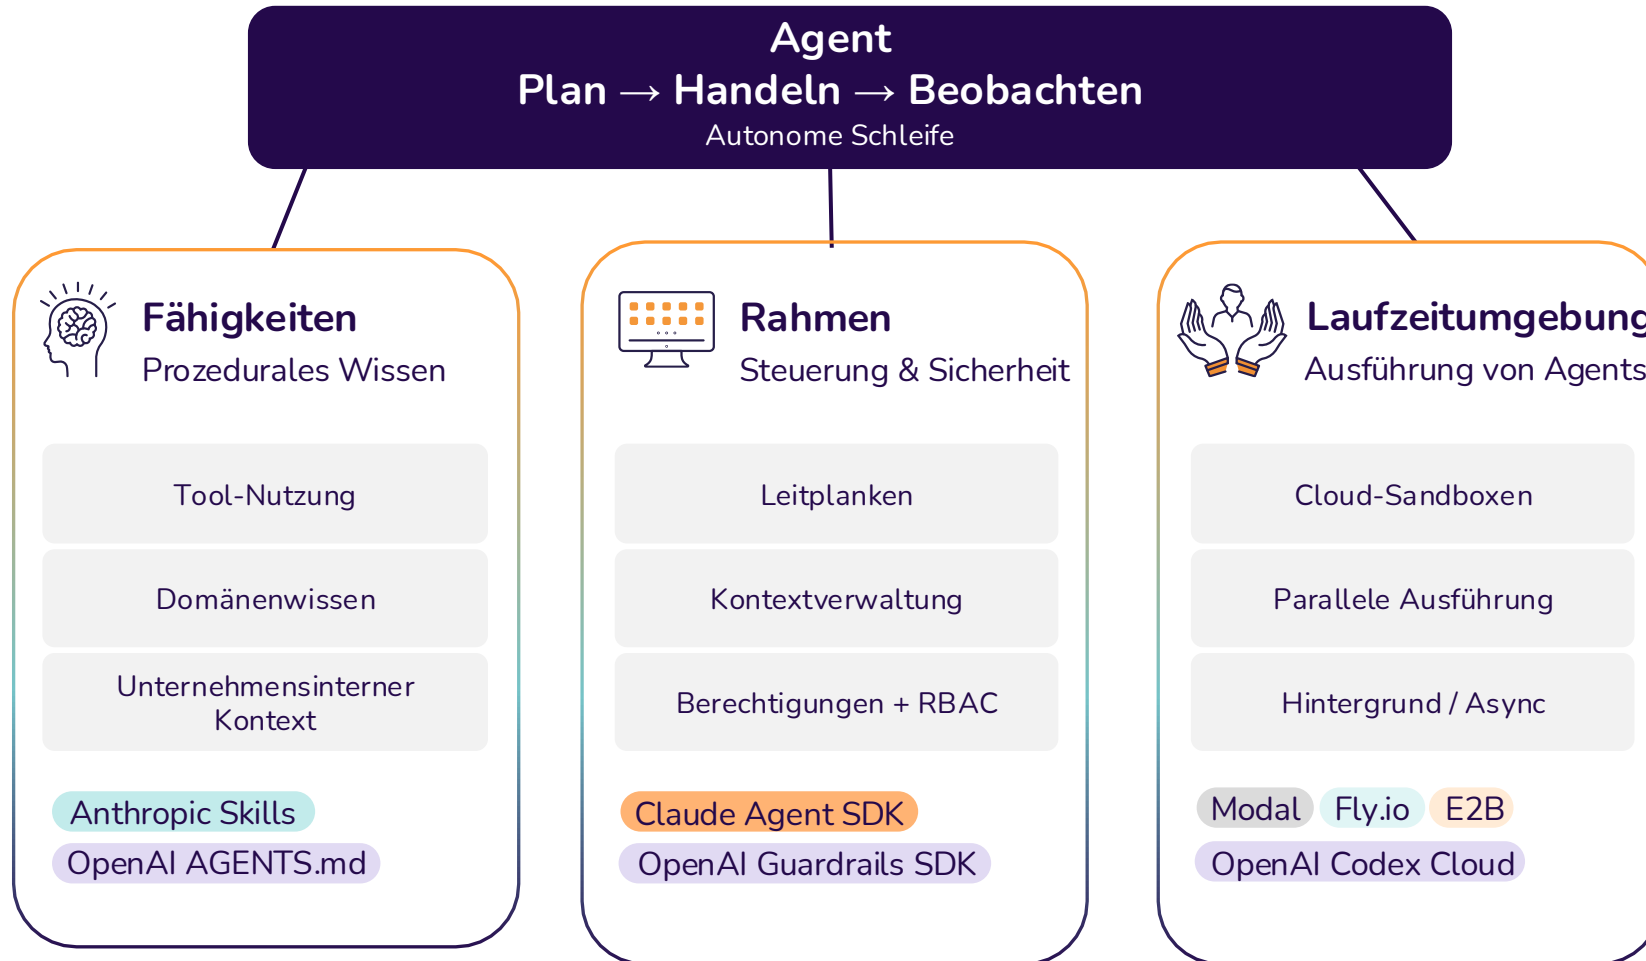 Agent
Plan → Handeln → Beobachten
Autonome Schleife
Fähigkeiten
Prozedurales Wissen
Tool-Nutzung
Domänenwissen
Unternehmensinterner
Kontext
Anthropic Skills
OpenAI AGENTS.md
Rahmen
Steuerung & Sicherheit
Leitplanken
Kontextverwaltung
Berechtigungen + RBAC
Claude Agent SDK
OpenAI Guardrails SDK
Laufzeitumgebung
Ausführung von Agents
Cloud-Sandboxen
Parallele Ausführung
Hintergrund / Async
Modal Fly.io E2B
OpenAI Codex Cloud